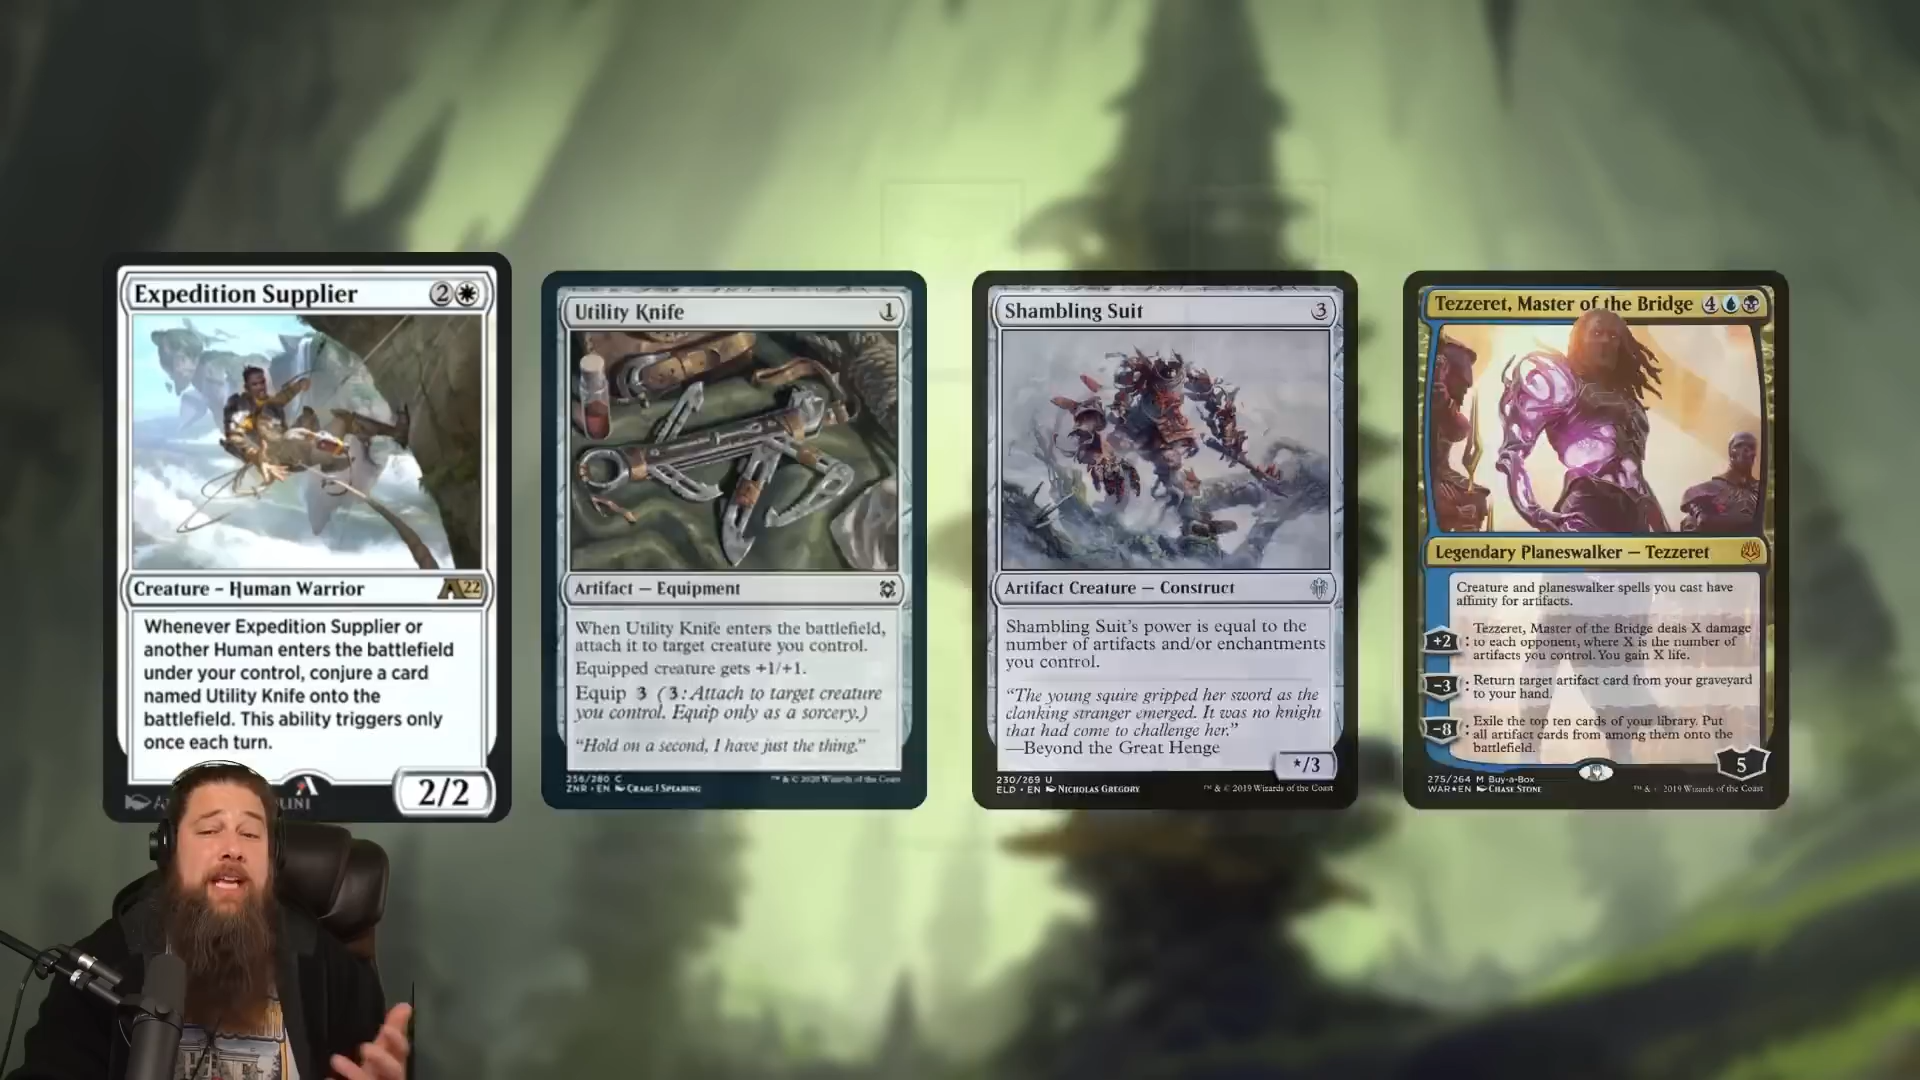 Expedition Supplier 2
Creature – Human Warrior A22
Whenever Expedition Supplier or
another Human enters the battlefield
under your control, conjure a card
named Utility Knife onto the
battlefield. This ability triggers only
once each turn.
2/2
Utility Knife 1
Artifact — Equipment
When Utility Knife enters the battlefield,
attach it to target creature you control.
Equipped creature gets +1/+1.
Equip 3 (3: Attach to target creature
you control. Equip only as a sorcery.)
“Hold on a second, I have just the thing.”
256/280 C
ZNR • EN Craig J Spearing
™ & © 2020 Wizards of the Coast
Shambling Suit 3
Artifact Creature — Construct
Shambling Suit’s power is equal to the
number of artifacts and/or enchantments
you control.
“The young squire gripped her sword as the
clanking stranger emerged. It was no knight
that had come to challenge her.”
—Beyond the Great Henge
*/3
230/269 U
ELD • EN Nicholas Gregory
™ & © 2019 Wizards of the Coast
Tezzeret, Master of the Bridge 4
Legendary Planeswalker — Tezzeret
Creature and planeswalker spells you cast have
affinity for artifacts.
+2: Tezzeret, Master of the Bridge deals X damage
to each opponent, where X is the number of
artifacts you control. You gain X life.
−3: Return target artifact card from your graveyard
to your hand.
−8: Exile the top ten cards of your library. Put
all artifact cards from among them onto the
battlefield.
5
275/264 M Buy-a-Box
WAR★EN Chase Stone
™ & © 2019 Wizards of the Coast